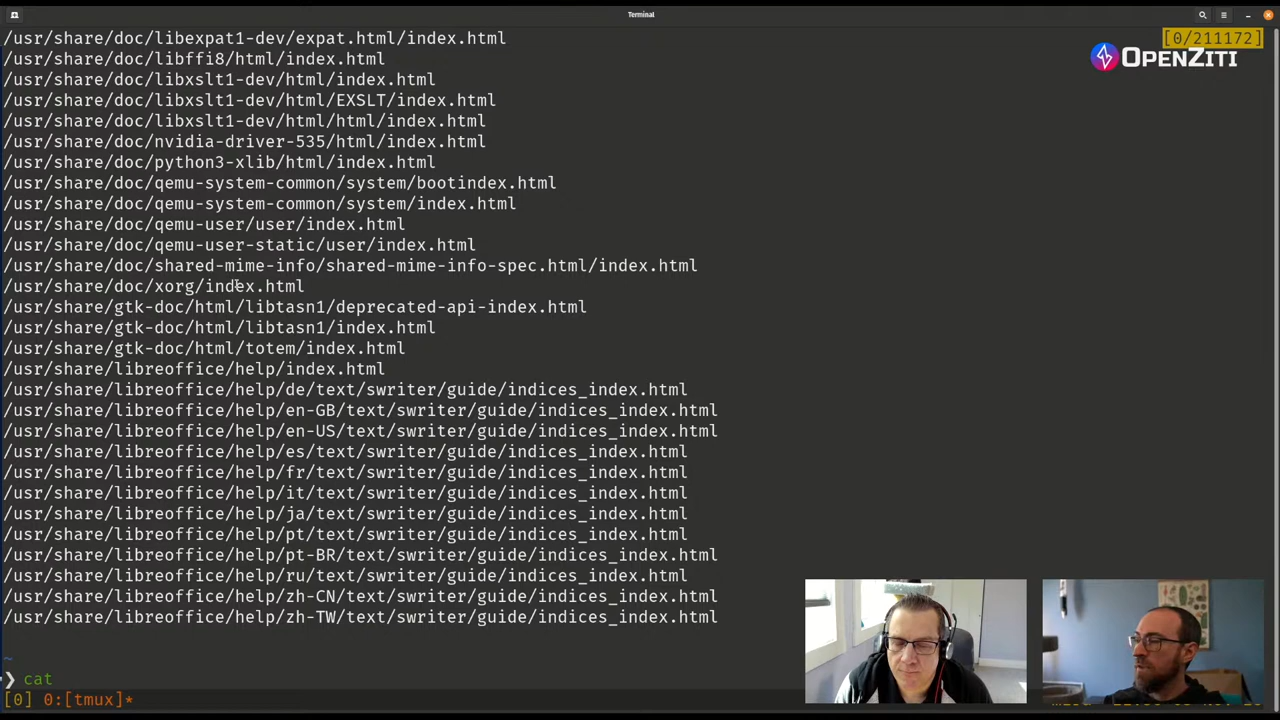 Terminal
/usr/share/doc/libexpat1-dev/expat.html/index.html
[0/211172]
OPENZITI
/usr/share/doc/libffi8/html/index.html
/usr/share/doc/libxslt1-dev/html/index.html
/usr/share/doc/libxslt1-dev/html/EXSLT/index.html
/usr/share/doc/libxslt1-dev/html/html/index.html
/usr/share/doc/nvidia-driver-535/html/index.html
/usr/share/doc/python3-xlib/html/index.html
/usr/share/doc/qemu-system-common/system/bootindex.html
/usr/share/doc/qemu-system-common/system/index.html
/usr/share/doc/qemu-user/user/index.html
/usr/share/doc/qemu-user-static/user/index.html
/usr/share/doc/shared-mime-info/shared-mime-info-spec.html/index.html
/usr/share/doc/xorg/index.html
/usr/share/gtk-doc/html/libtasn1/deprecated-api-index.html
/usr/share/gtk-doc/html/libtasn1/index.html
/usr/share/gtk-doc/html/totem/index.html
/usr/share/libreoffice/help/index.html
/usr/share/libreoffice/help/de/text/swriter/guide/indices_index.html
/usr/share/libreoffice/help/en-GB/text/swriter/guide/indices_index.html
/usr/share/libreoffice/help/en-US/text/swriter/guide/indices_index.html
/usr/share/libreoffice/help/es/text/swriter/guide/indices_index.html
/usr/share/libreoffice/help/fr/text/swriter/guide/indices_index.html
/usr/share/libreoffice/help/it/text/swriter/guide/indices_index.html
/usr/share/libreoffice/help/ja/text/swriter/guide/indices_index.html
/usr/share/libreoffice/help/pt/text/swriter/guide/indices_index.html
/usr/share/libreoffice/help/pt-BR/text/swriter/guide/indices_index.html
/usr/share/libreoffice/help/ru/text/swriter/guide/indices_index.html
/usr/share/libreoffice/help/zh-CN/text/swriter/guide/indices_index.html
/usr/share/libreoffice/help/zh-TW/text/swriter/guide/indices_index.html
~
❯ cat
[0] 0:[tmux]*